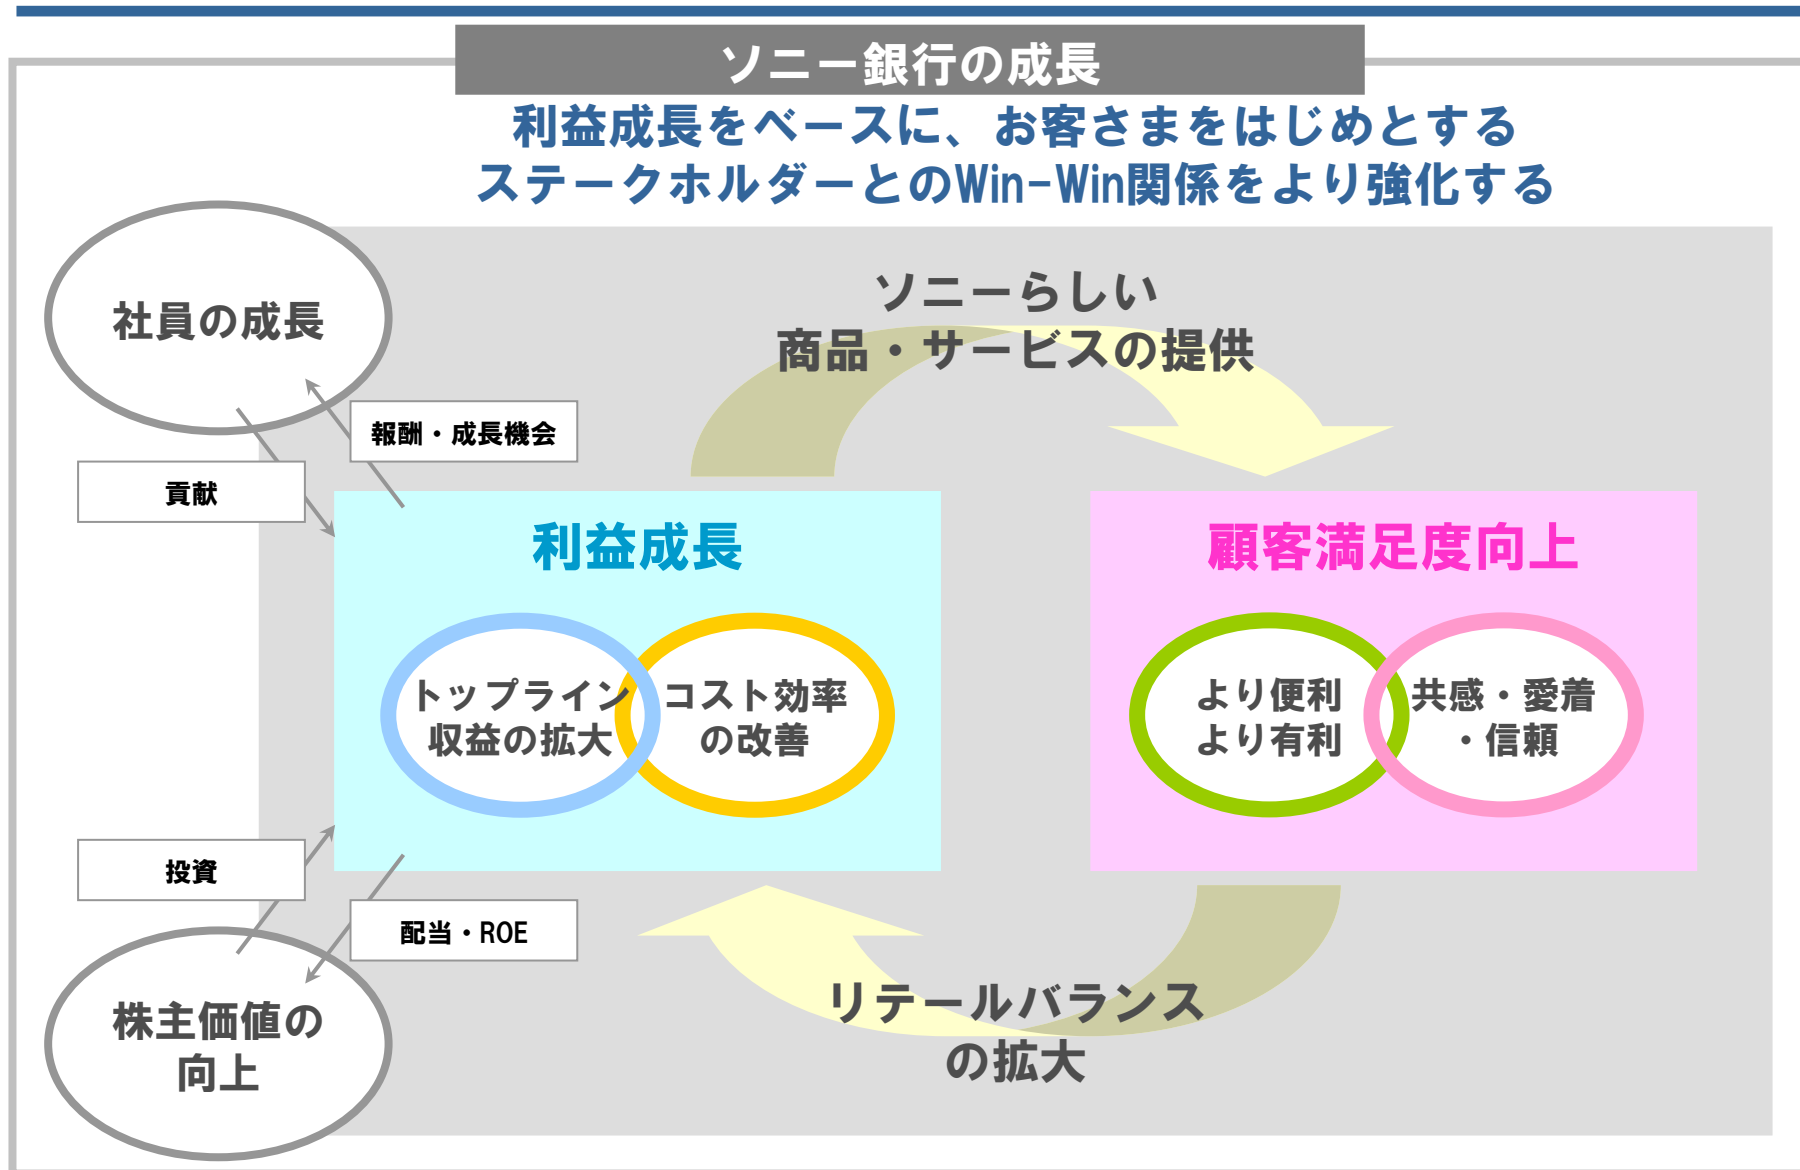 ソニー銀行の成長
利益成長をベースに、お客さまをはじめとする
ステークホルダーとのWin-Win関係をより強化する
社員の成長
ソニーらしい
商品・サービスの提供
報酬・成長機会
貢献
利益成長
トップライン
収益の拡大
コスト効率
の改善
顧客満足度向上
より便利
より有利
共感・愛着
・信頼
投資
配当・ROE
株主価値の
向上
リテールバランス
の拡大